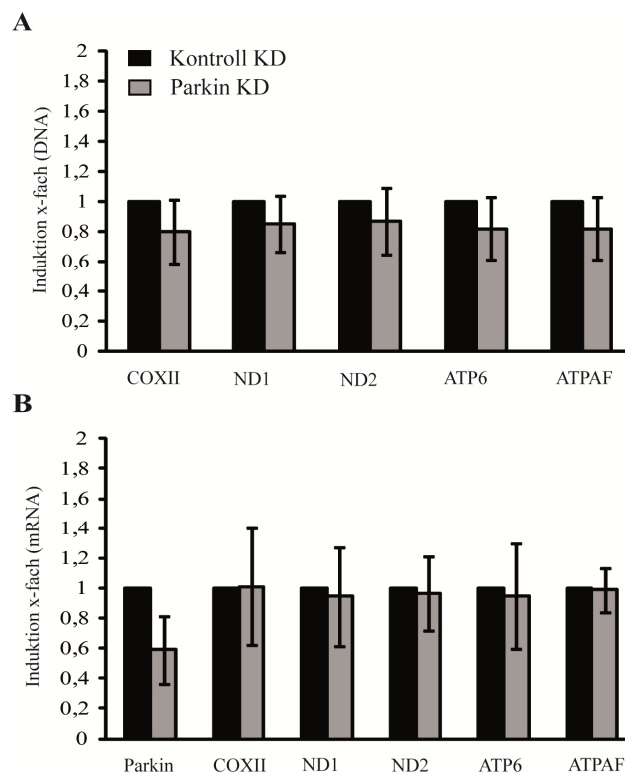 A
Kontroll KD
Parkin KD
Induktion x-fach (DNA)
2
1,8
1,6
1,4
1,2
1
0,8
0,6
0,4
0,2
0
COXII ND1 ND2 ATP6 ATPAF
B
Induktion x-fach (mRNA)
2
1,8
1,6
1,4
1,2
1
0,8
0,6
0,4
0,2
0
Parkin COXII ND1 ND2 ATP6 ATPAF